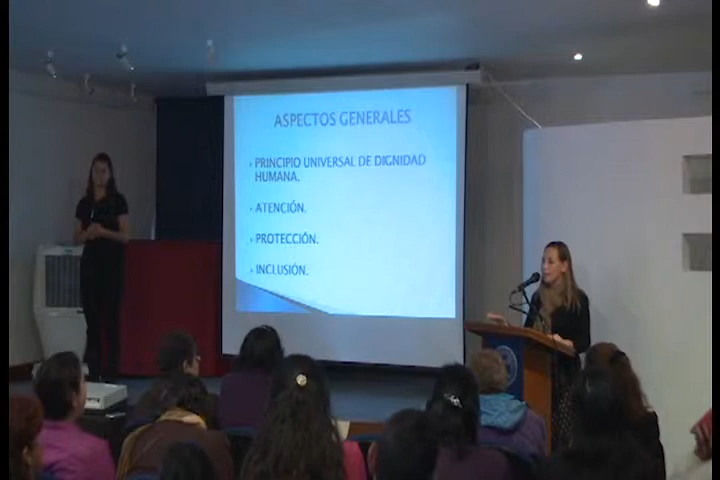 ASPECTOS GENERALES
PRINCIPIO UNIVERSAL DE DIGNIDAD
HUMANA.
ATENCIÓN.
PROTECCIÓN.
INCLUSIÓN.